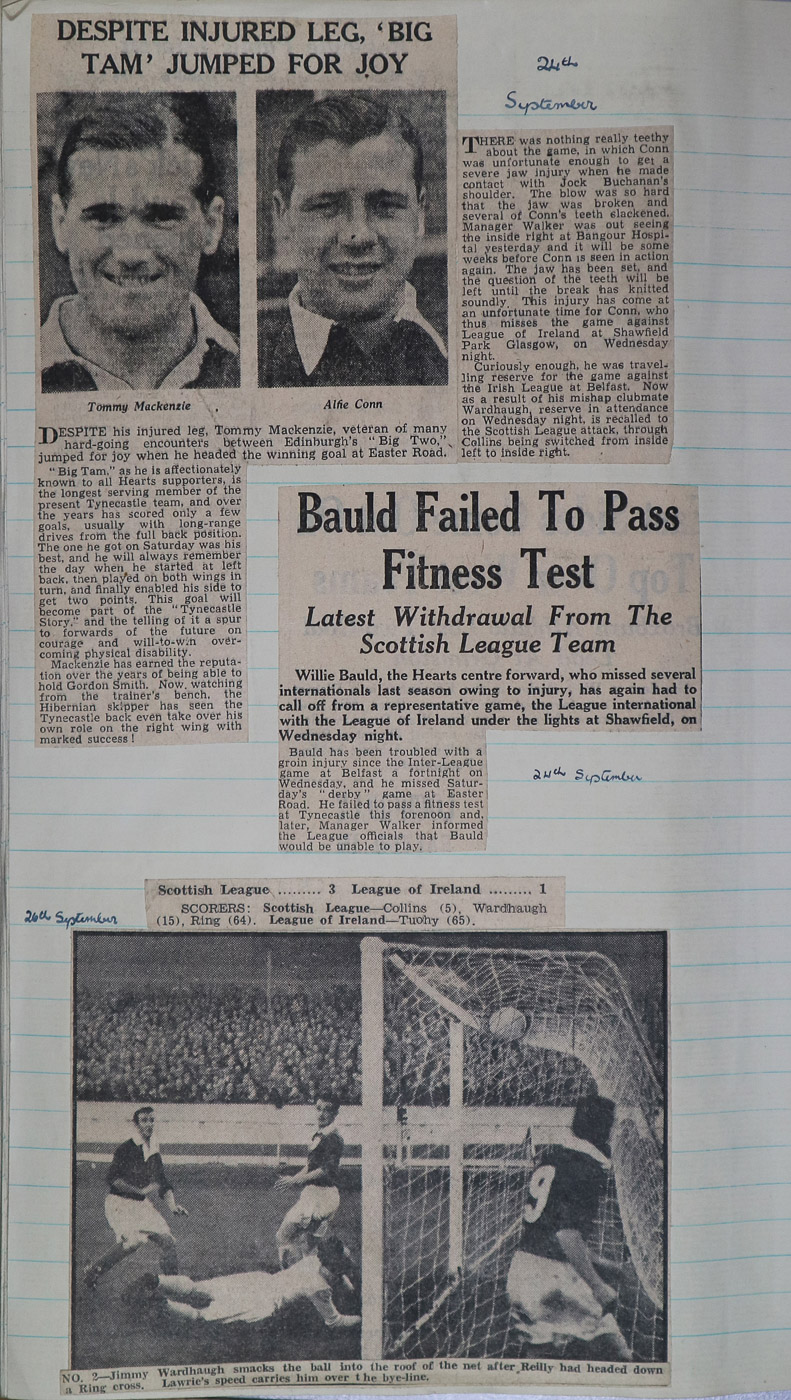 DESPITE INJURED LEG, ‘BIG
TAM’ JUMPED FOR JOY
Tommy Mackenzie
Alfie Conn
DESPITE his injured leg, Tommy Mackenzie, veteran of many
hard-going encounters between Edinburgh's “Big Two,”
jumped for joy when he headed the winning goal at Easter Road.
“Big Tam,” as he is affectionately
known to all Hearts supporters, is
the longest serving member of the
present Tynecastle team, and over
the years has scored only a few
goals, usually with long-range
drives from the full back position.
The one he got on Saturday was his
best, and he will always remember
the day when he started at left
back, then played on both wings in
turn, and finally enabled his side to
get two points. This goal will
become part of the “Tynecastle
Story,” and the telling of it a spur
to forwards of the future on
courage and will-to-win over-
coming physical disability.
Mackenzie has earned the reputa-
tion over the years of being able to
hold Gordon Smith. Now, watching
from the trainer's bench, the
Hibernian skipper has seen the
Tynecastle back even take over his
own role on the right wing with
marked success!
24th
September
THERE was nothing really teethy
about the game, in which Conn
was unfortunate enough to get a
severe jaw injury when he made
contact with Jock Buchanan's
shoulder. The blow was so hard
that the jaw was broken and
several of Conn's teeth slackened.
Manager Walker was out seeing
the inside right at Bangour Hospi-
tal yesterday and it will be some
weeks before Conn is seen in action
again. The jaw has been set, and
the question of the teeth will be
left until the break has knitted
soundly. This injury has come at
an unfortunate time for Conn, who
thus misses the game against
League of Ireland at Shawfield
Park Glasgow, on Wednesday
night.
Curiously enough, he was travel-
ling reserve for the game against
the Irish League at Belfast. Now
as a result of his mishap clubmate
Wardhaugh, reserve in attendance
on Wednesday night, is recalled to
the Scottish League attack, through
Collins being switched from inside
left to inside right.
Bauld Failed To Pass
Fitness Test
Latest Withdrawal From The
Scottish League Team
Willie Bauld, the Hearts centre forward, who missed several
internationals last season owing to injury, has again had to
call off from a representative game, the League international
with the League of Ireland under the lights at Shawfield, on
Wednesday night.
Bauld has been troubled with a
groin injury since the Inter-League
game at Belfast a fortnight on
Wednesday, and he missed Satur-
day's “derby” game at Easter
Road. He failed to pass a fitness test
at Tynecastle this forenoon and,
later, Manager Walker informed
the League officials that Bauld
would be unable to play.
24th September
26th September
Scottish League ......... 3 League of Ireland ......... 1
SCORERS: Scottish League—Collins (5), Wardhaugh
(15), Ring (64). League of Ireland—Tuohy (65).
9
NO. 2—Jimmy Wardhaugh smacks the ball into the roof of the net after Reilly had headed down
a Ring cross. Lawrie's speed carries him over the bye-line.